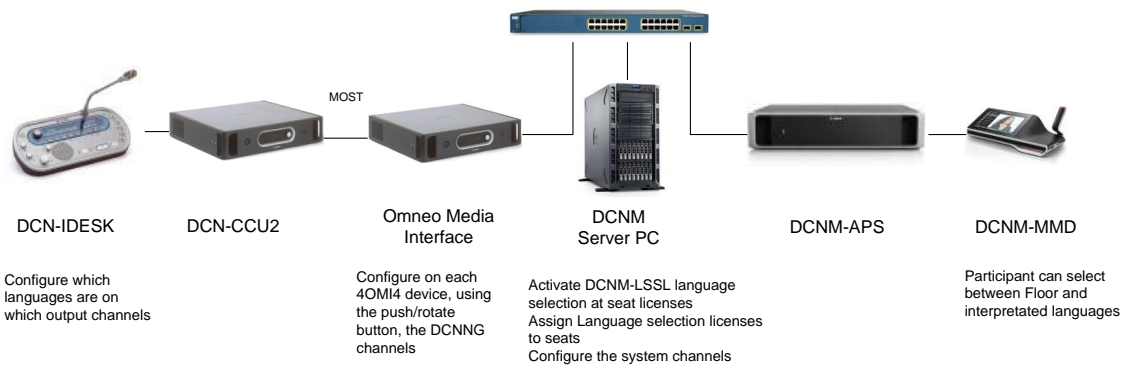 MOST
DCN-IDESK
DCN-CCU2
Omneo Media
Interface
DCNM
Server PC
DCNM-APS
DCNM-MMD
Configure which
languages are on
which output channels
Configure on each
4OMI4 device, using
the push/rotate
button, the DCNNG
channels
Activate DCNM-LSSL language
selection at seat licenses
Assign Language selection licenses
to seats
Configure the system channels
Participant can select
between Floor and
interpretated languages